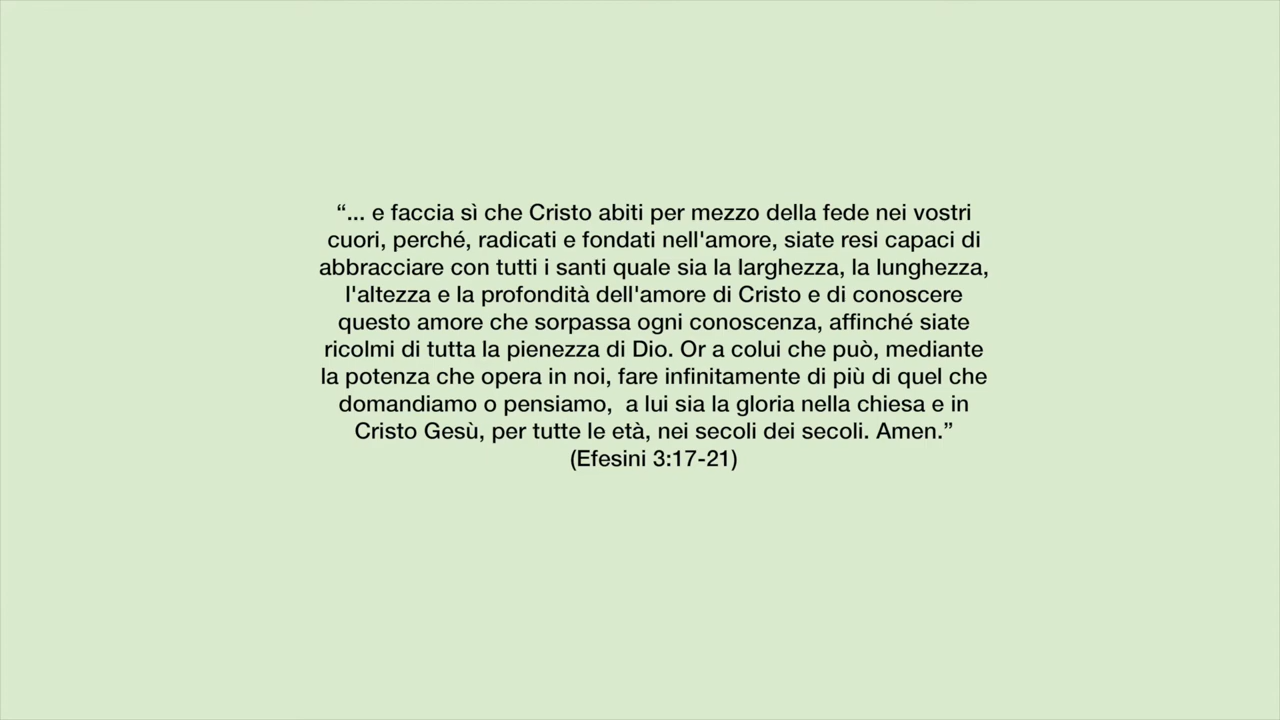 “... e faccia sì che Cristo abiti per mezzo della fede nei vostri
cuori, perché, radicati e fondati nell'amore, siate resi capaci di
abbracciare con tutti i santi quale sia la larghezza, la lunghezza,
l'altezza e la profondità dell'amore di Cristo e di conoscere
questo amore che sorpassa ogni conoscenza, affinché siate
ricolmi di tutta la pienezza di Dio. Or a colui che può, mediante
la potenza che opera in noi, fare infinitamente di più di quel che
domandiamo o pensiamo,  a lui sia la gloria nella chiesa e in
Cristo Gesù, per tutte le età, nei secoli dei secoli. Amen.”
(Efesini 3:17-21)